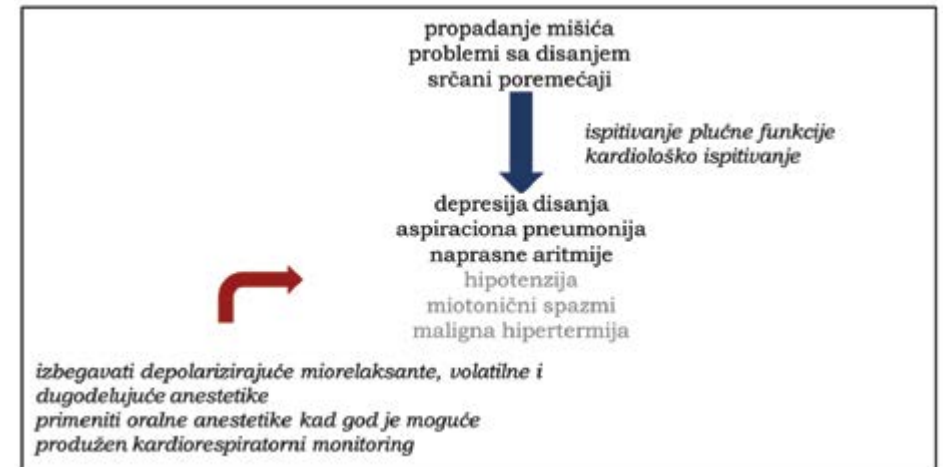 propadanje mišića
problemi sa disanjem
srčani poremećaji
ispitivanje plućne funkcije
kardiološko ispitivanje
depresija disanja
aspiraciona pneumonija
naprasne aritmije
hipotenzija
miotonični spazmi
maligna hipertermija
izbegavati depolarizirajuće miorelaksante, volatilne i
dugodelujuće anestetike
primeniti oralne anestetike kad god je moguće
produžen kardiorespiratorni monitoring